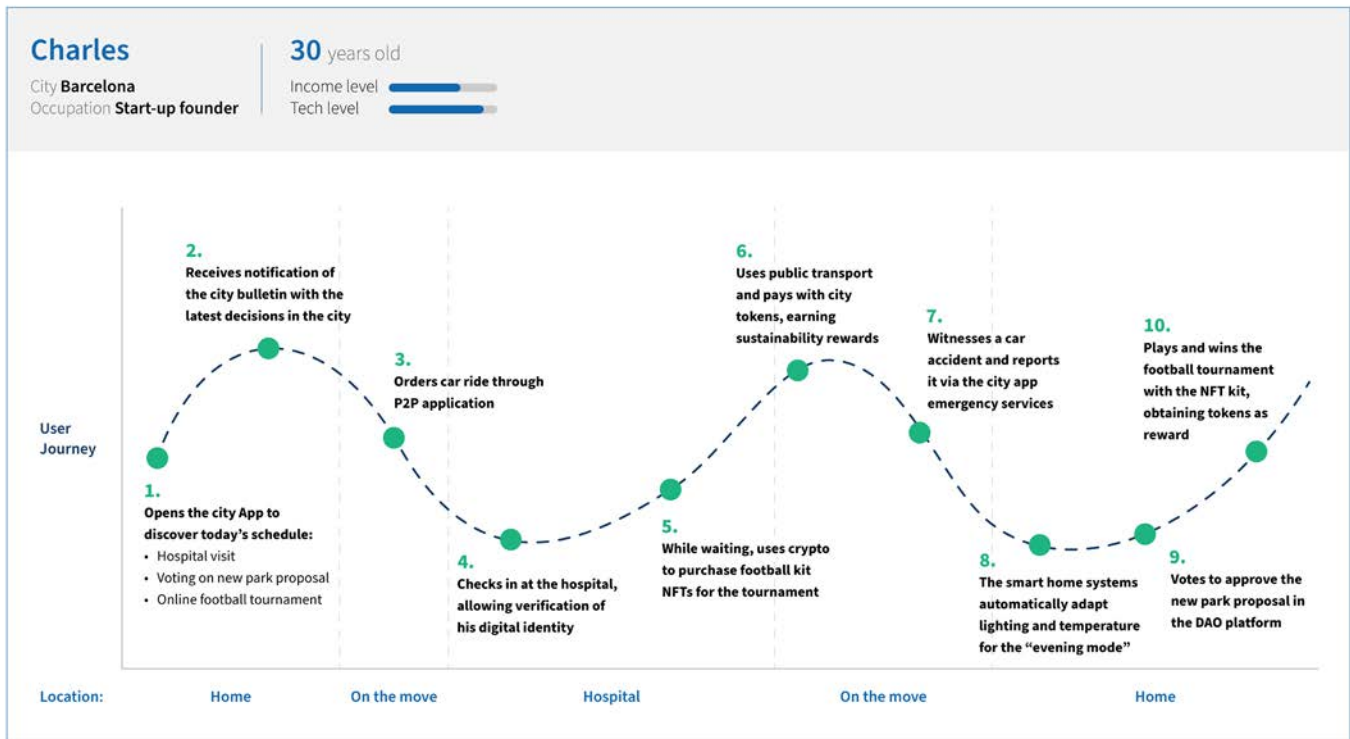 Charles
City Barcelona
Occupation Start-up founder
30 years old
Income level
Tech level
User
Journey
1.
Opens the city App to
discover today’s schedule:
• Hospital visit
• Voting on new park proposal
• Online football tournament
2.
Receives notification of
the city bulletin with the
latest decisions in the city
3.
Orders car ride through
P2P application
4.
Checks in at the hospital,
allowing verification of
his digital identity
5.
While waiting, uses crypto
to purchase football kit
NFTs for the tournament
6.
Uses public transport
and pays with city
tokens, earning
sustainability rewards
7.
Witnesses a car
accident and reports
it via the city app
emergency services
8.
The smart home systems
automatically adapt
lighting and temperature
for the “evening mode”
9.
Votes to approve the
new park proposal in
the DAO platform
10.
Plays and wins the
football tournament
with the NFT kit,
obtaining tokens as
reward
Location: Home On the move Hospital On the move Home